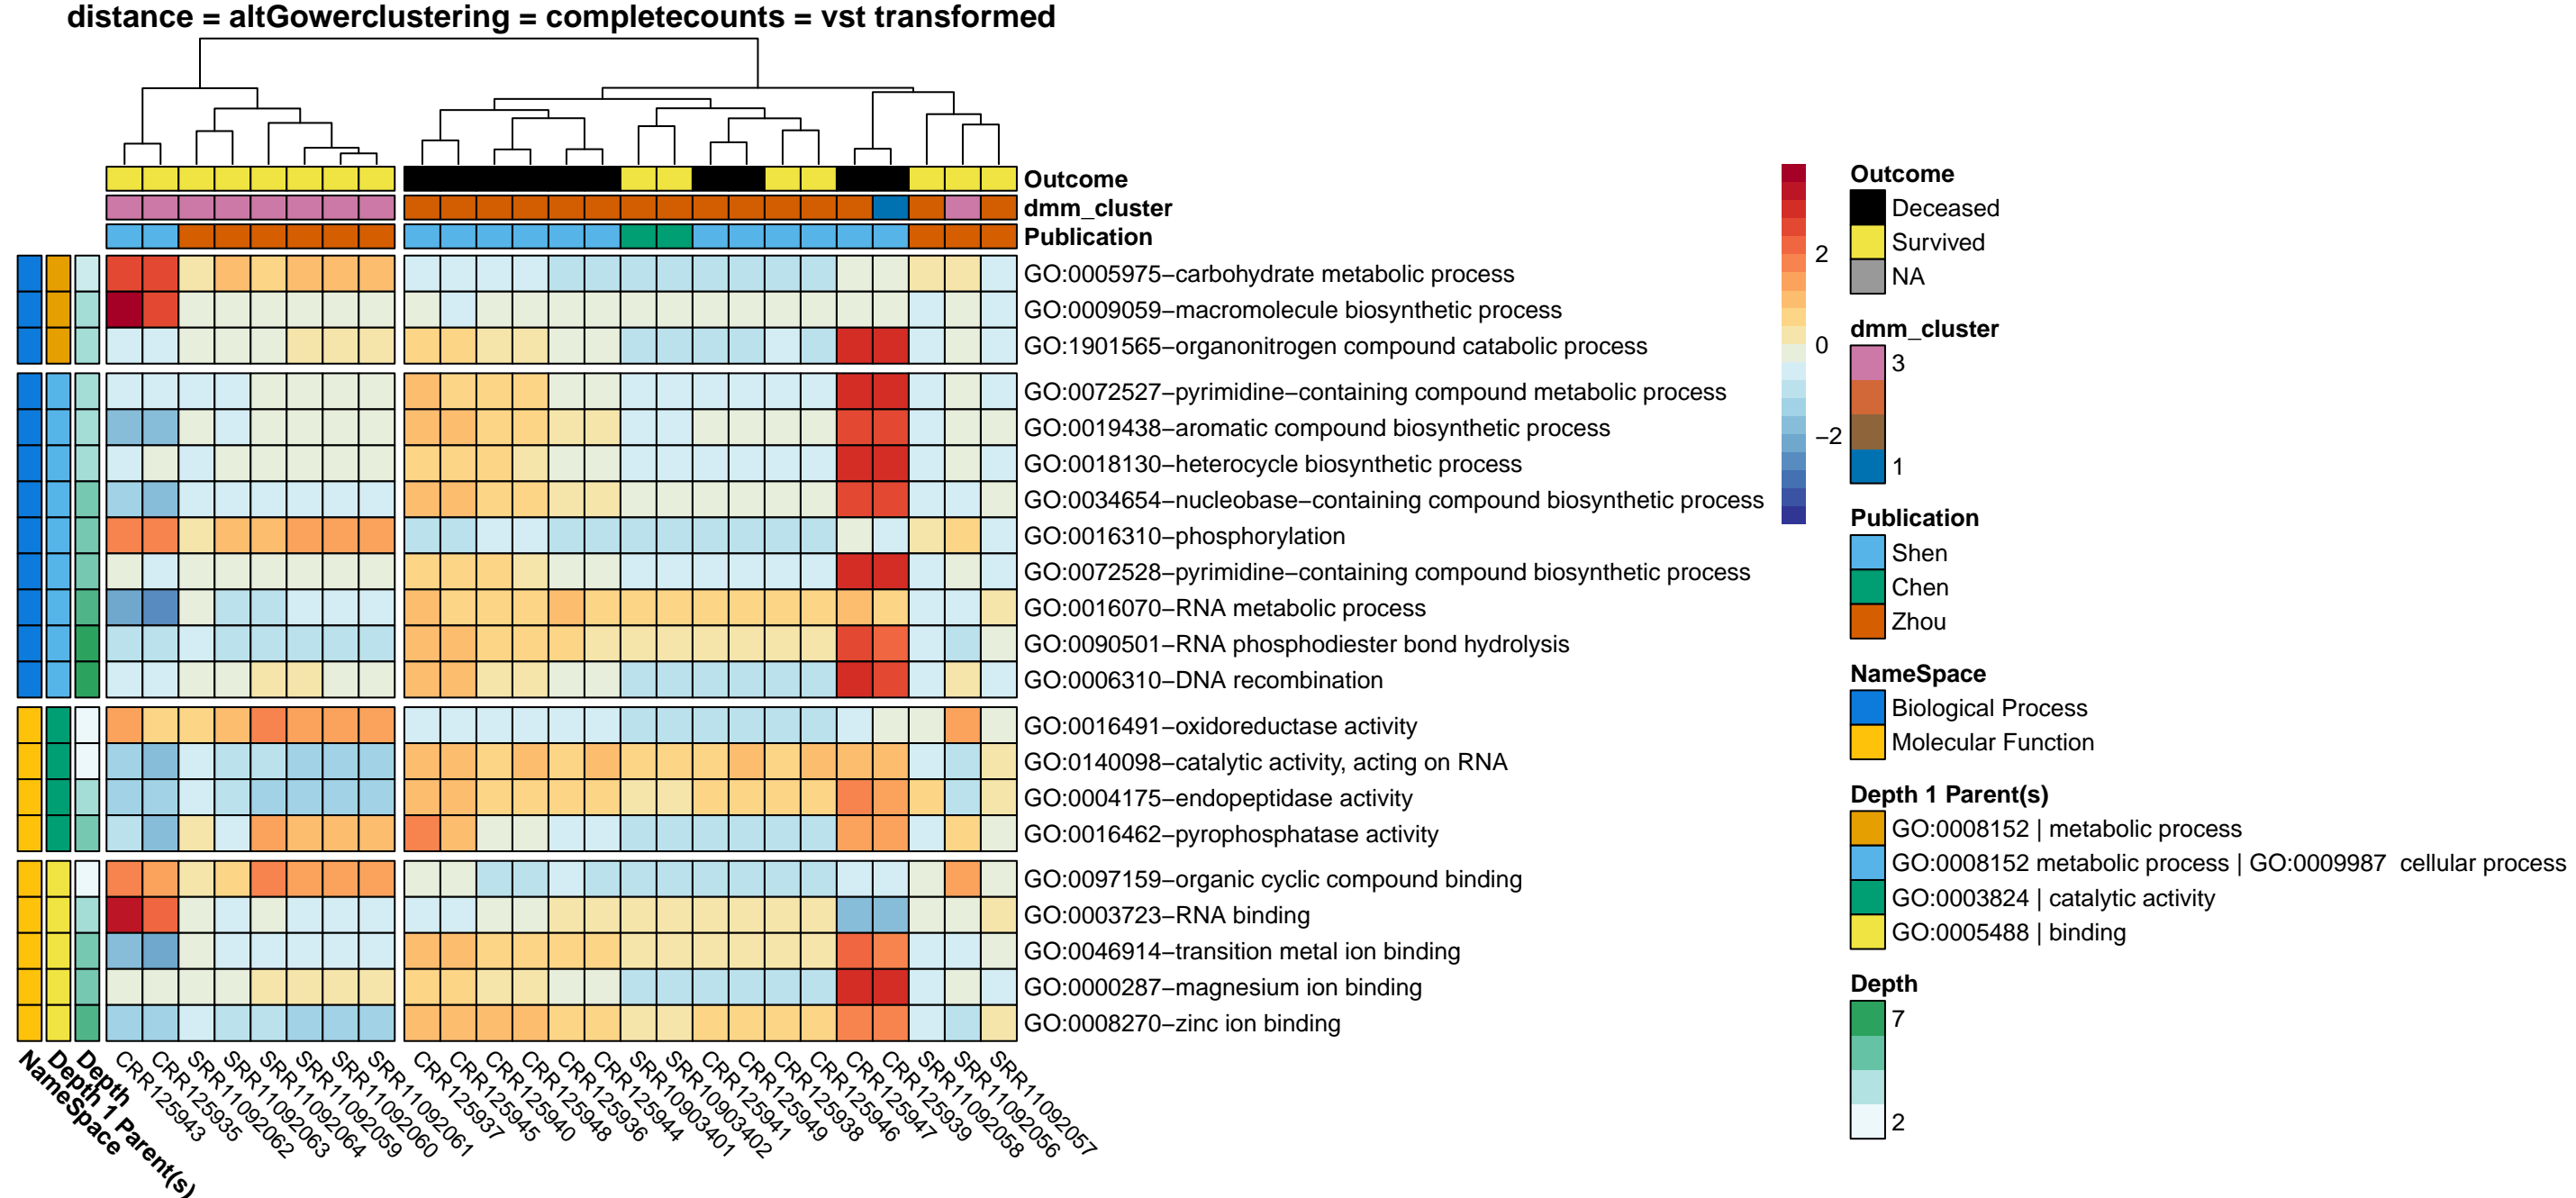 distance = altGowerclustering = completecounts = vst transformed
Outcome
dmm_cluster
Publication
GO:0005975−carbohydrate metabolic process
GO:0009059−macromolecule biosynthetic process
GO:1901565−organonitrogen compound catabolic process
GO:0072527−pyrimidine−containing compound metabolic process
GO:0019438−aromatic compound biosynthetic process
GO:0018130−heterocycle biosynthetic process
GO:0034654−nucleobase−containing compound biosynthetic process
GO:0016310−phosphorylation
GO:0072528−pyrimidine−containing compound biosynthetic process
GO:0016070−RNA metabolic process
GO:0090501−RNA phosphodiester bond hydrolysis
GO:0006310−DNA recombination
GO:0016491−oxidoreductase activity
GO:0140098−catalytic activity, acting on RNA
GO:0004175−endopeptidase activity
GO:0016462−pyrophosphatase activity
GO:0097159−organic cyclic compound binding
GO:0003723−RNA binding
GO:0046914−transition metal ion binding
GO:0000287−magnesium ion binding
GO:0008270−zinc ion binding
NameSpace
Depth 1 Parent(s)
Depth
CRR125943
CRR125935
SRR11092062
SRR11092063
SRR11092064
SRR11092059
SRR11092060
SRR11092061
CRR125937
CRR125945
CRR125940
CRR125948
CRR125936
CRR125944
SRR10903401
SRR10903402
CRR125941
CRR125949
CRR125938
CRR125946
CRR125947
CRR125939
SRR11092058
SRR11092056
SRR11092057
2
0
−2
Outcome
Deceased
Survived
NA
dmm_cluster
3
1
Publication
Shen
Chen
Zhou
NameSpace
Biological Process
Molecular Function
Depth 1 Parent(s)
GO:0008152 | metabolic process
GO:0008152 metabolic process | GO:0009987 cellular process
GO:0003824 | catalytic activity
GO:0005488 | binding
Depth
7
2